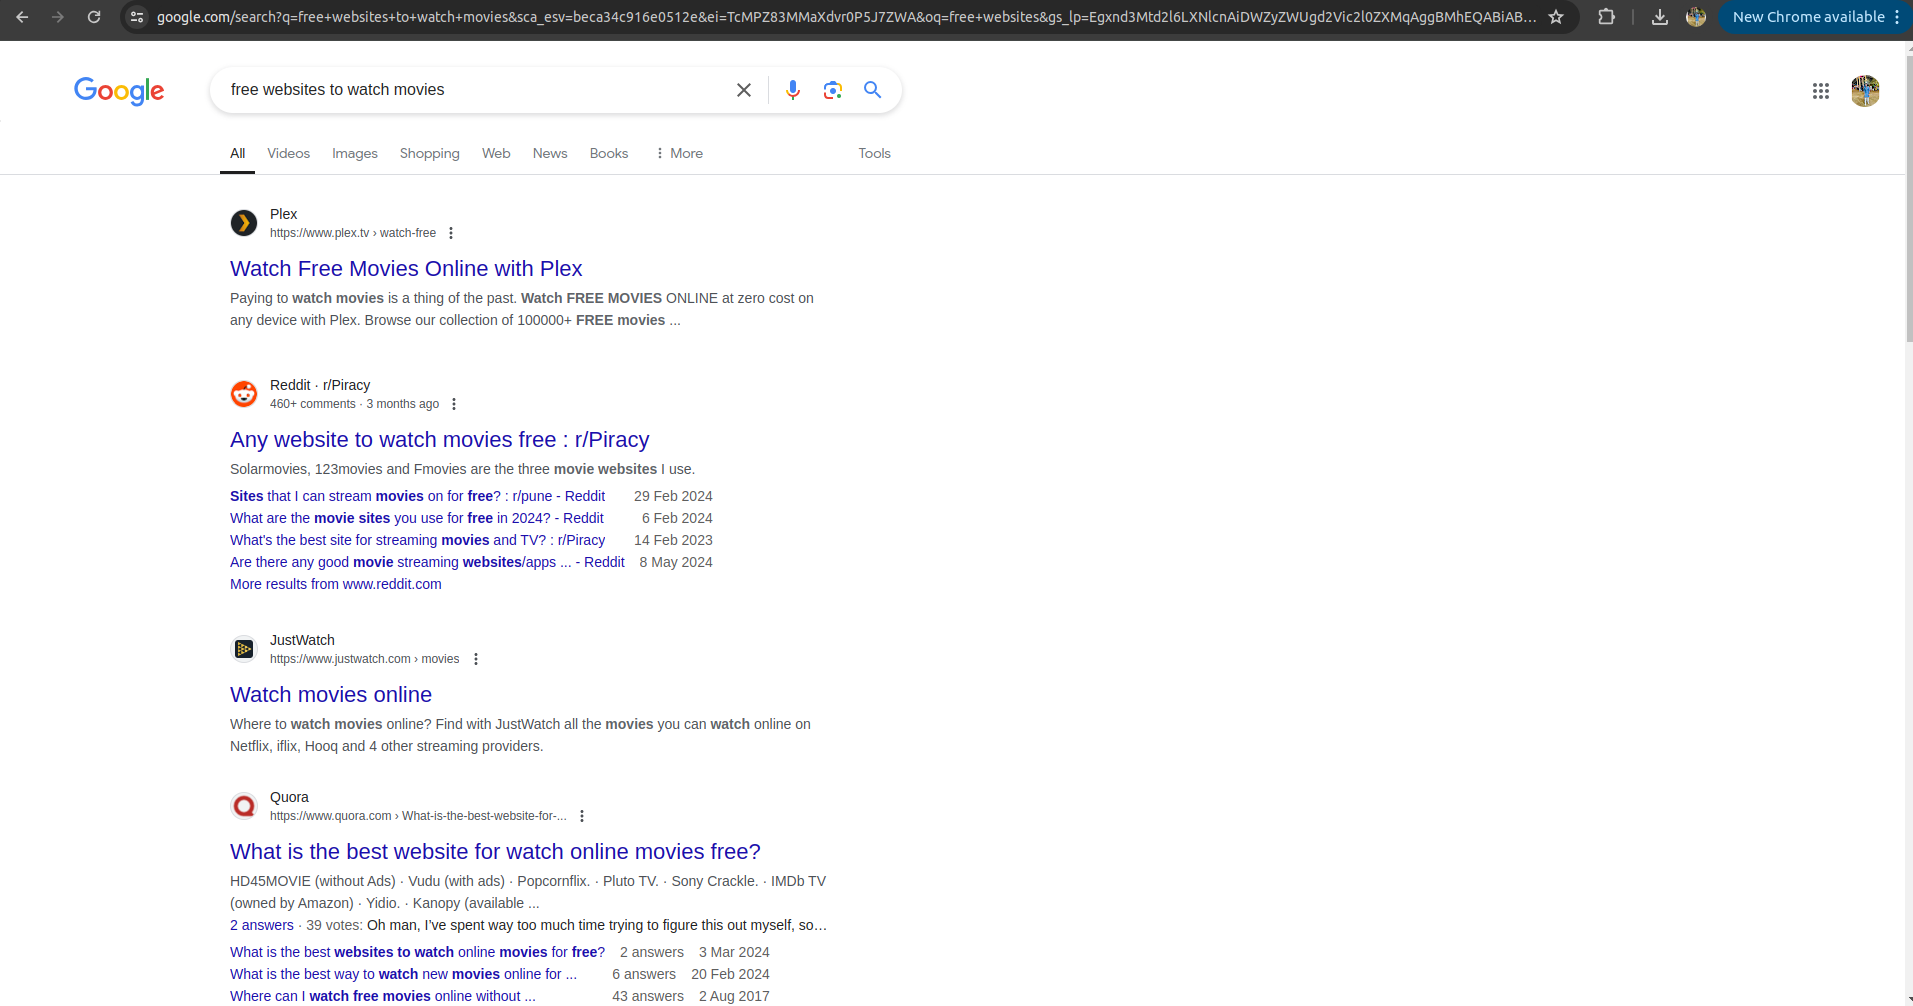 google.com/search?q=free+websites+to+watch+movies&sca_esv=beca34c916e0512e&ei=TcMPZ83MMaXdvr0P5J7ZWA&oq=free+websites&gs_lp=Egxnd3Mtd2l6LXNlcnAiDWZyZWUgd2Vic2l0ZXMqAggBMhEQABiAB...
New Chrome available
Google
free websites to watch movies
All Videos Images Shopping Web News Books More Tools
Plex
https://www.plex.tv › watch-free
Watch Free Movies Online with Plex
Paying to watch movies is a thing of the past. Watch FREE MOVIES ONLINE at zero cost on
any device with Plex. Browse our collection of 100000+ FREE movies ...
Reddit · r/Piracy
460+ comments · 3 months ago
Any website to watch movies free : r/Piracy
Solarmovies, 123movies and Fmovies are the three movie websites I use.
Sites that I can stream movies on for free? : r/pune - Reddit 29 Feb 2024
What are the movie sites you use for free in 2024? - Reddit 6 Feb 2024
What's the best site for streaming movies and TV? : r/Piracy 14 Feb 2023
Are there any good movie streaming websites/apps ... - Reddit 8 May 2024
More results from www.reddit.com
JustWatch
https://www.justwatch.com › movies
Watch movies online
Where to watch movies online? Find with JustWatch all the movies you can watch online on
Netflix, iflix, Hooq and 4 other streaming providers.
Quora
https://www.quora.com › What-is-the-best-website-for-...
What is the best website for watch online movies free?
HD45MOVIE (without Ads) · Vudu (with ads) · Popcornflix. · Pluto TV. · Sony Crackle. · IMDb TV
(owned by Amazon) · Yidio. · Kanopy (available ...
2 answers · 39 votes: Oh man, I've spent way too much time trying to figure this out myself, so…
What is the best websites to watch online movies for free? 2 answers 3 Mar 2024
What is the best way to watch new movies online for ... 6 answers 20 Feb 2024
Where can I watch free movies online without ... 43 answers 2 Aug 2017